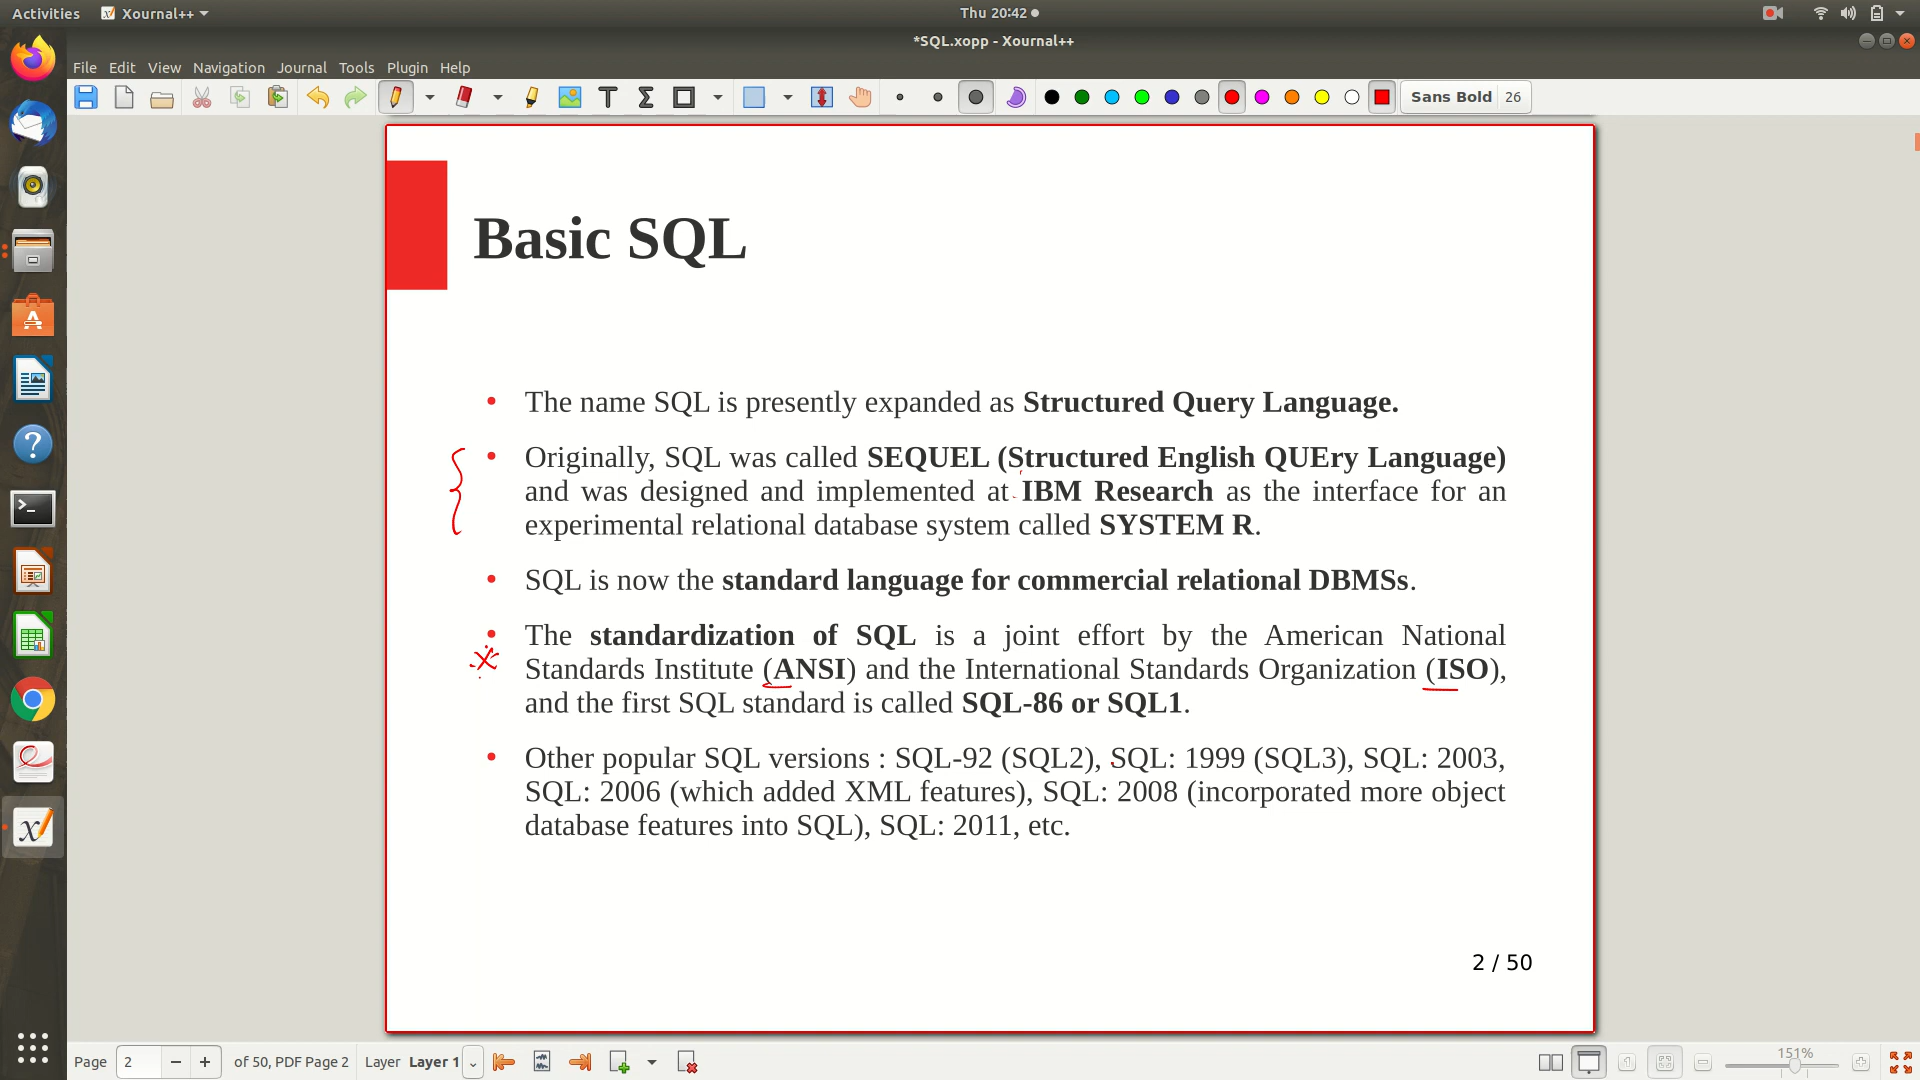 Activities Xournal++ Thu 20:42
*SQL.xopp - Xournal++
File Edit View Navigation Journal Tools Plugin Help
Sans Bold 26
Basic SQL
• The name SQL is presently expanded as Structured Query Language.
• Originally, SQL was called SEQUEL (Structured English QUEry Language)
and was designed and implemented at IBM Research as the interface for an
experimental relational database system called SYSTEM R.
• SQL is now the standard language for commercial relational DBMSs.
• The standardization of SQL is a joint effort by the American National
Standards Institute (ANSI) and the International Standards Organization (ISO),
and the first SQL standard is called SQL-86 or SQL1.
• Other popular SQL versions : SQL-92 (SQL2), SQL: 1999 (SQL3), SQL: 2003,
SQL: 2006 (which added XML features), SQL: 2008 (incorporated more object
database features into SQL), SQL: 2011, etc.
2 / 50
Page 2 − + of 50, PDF Page 2 Layer Layer 1 151%